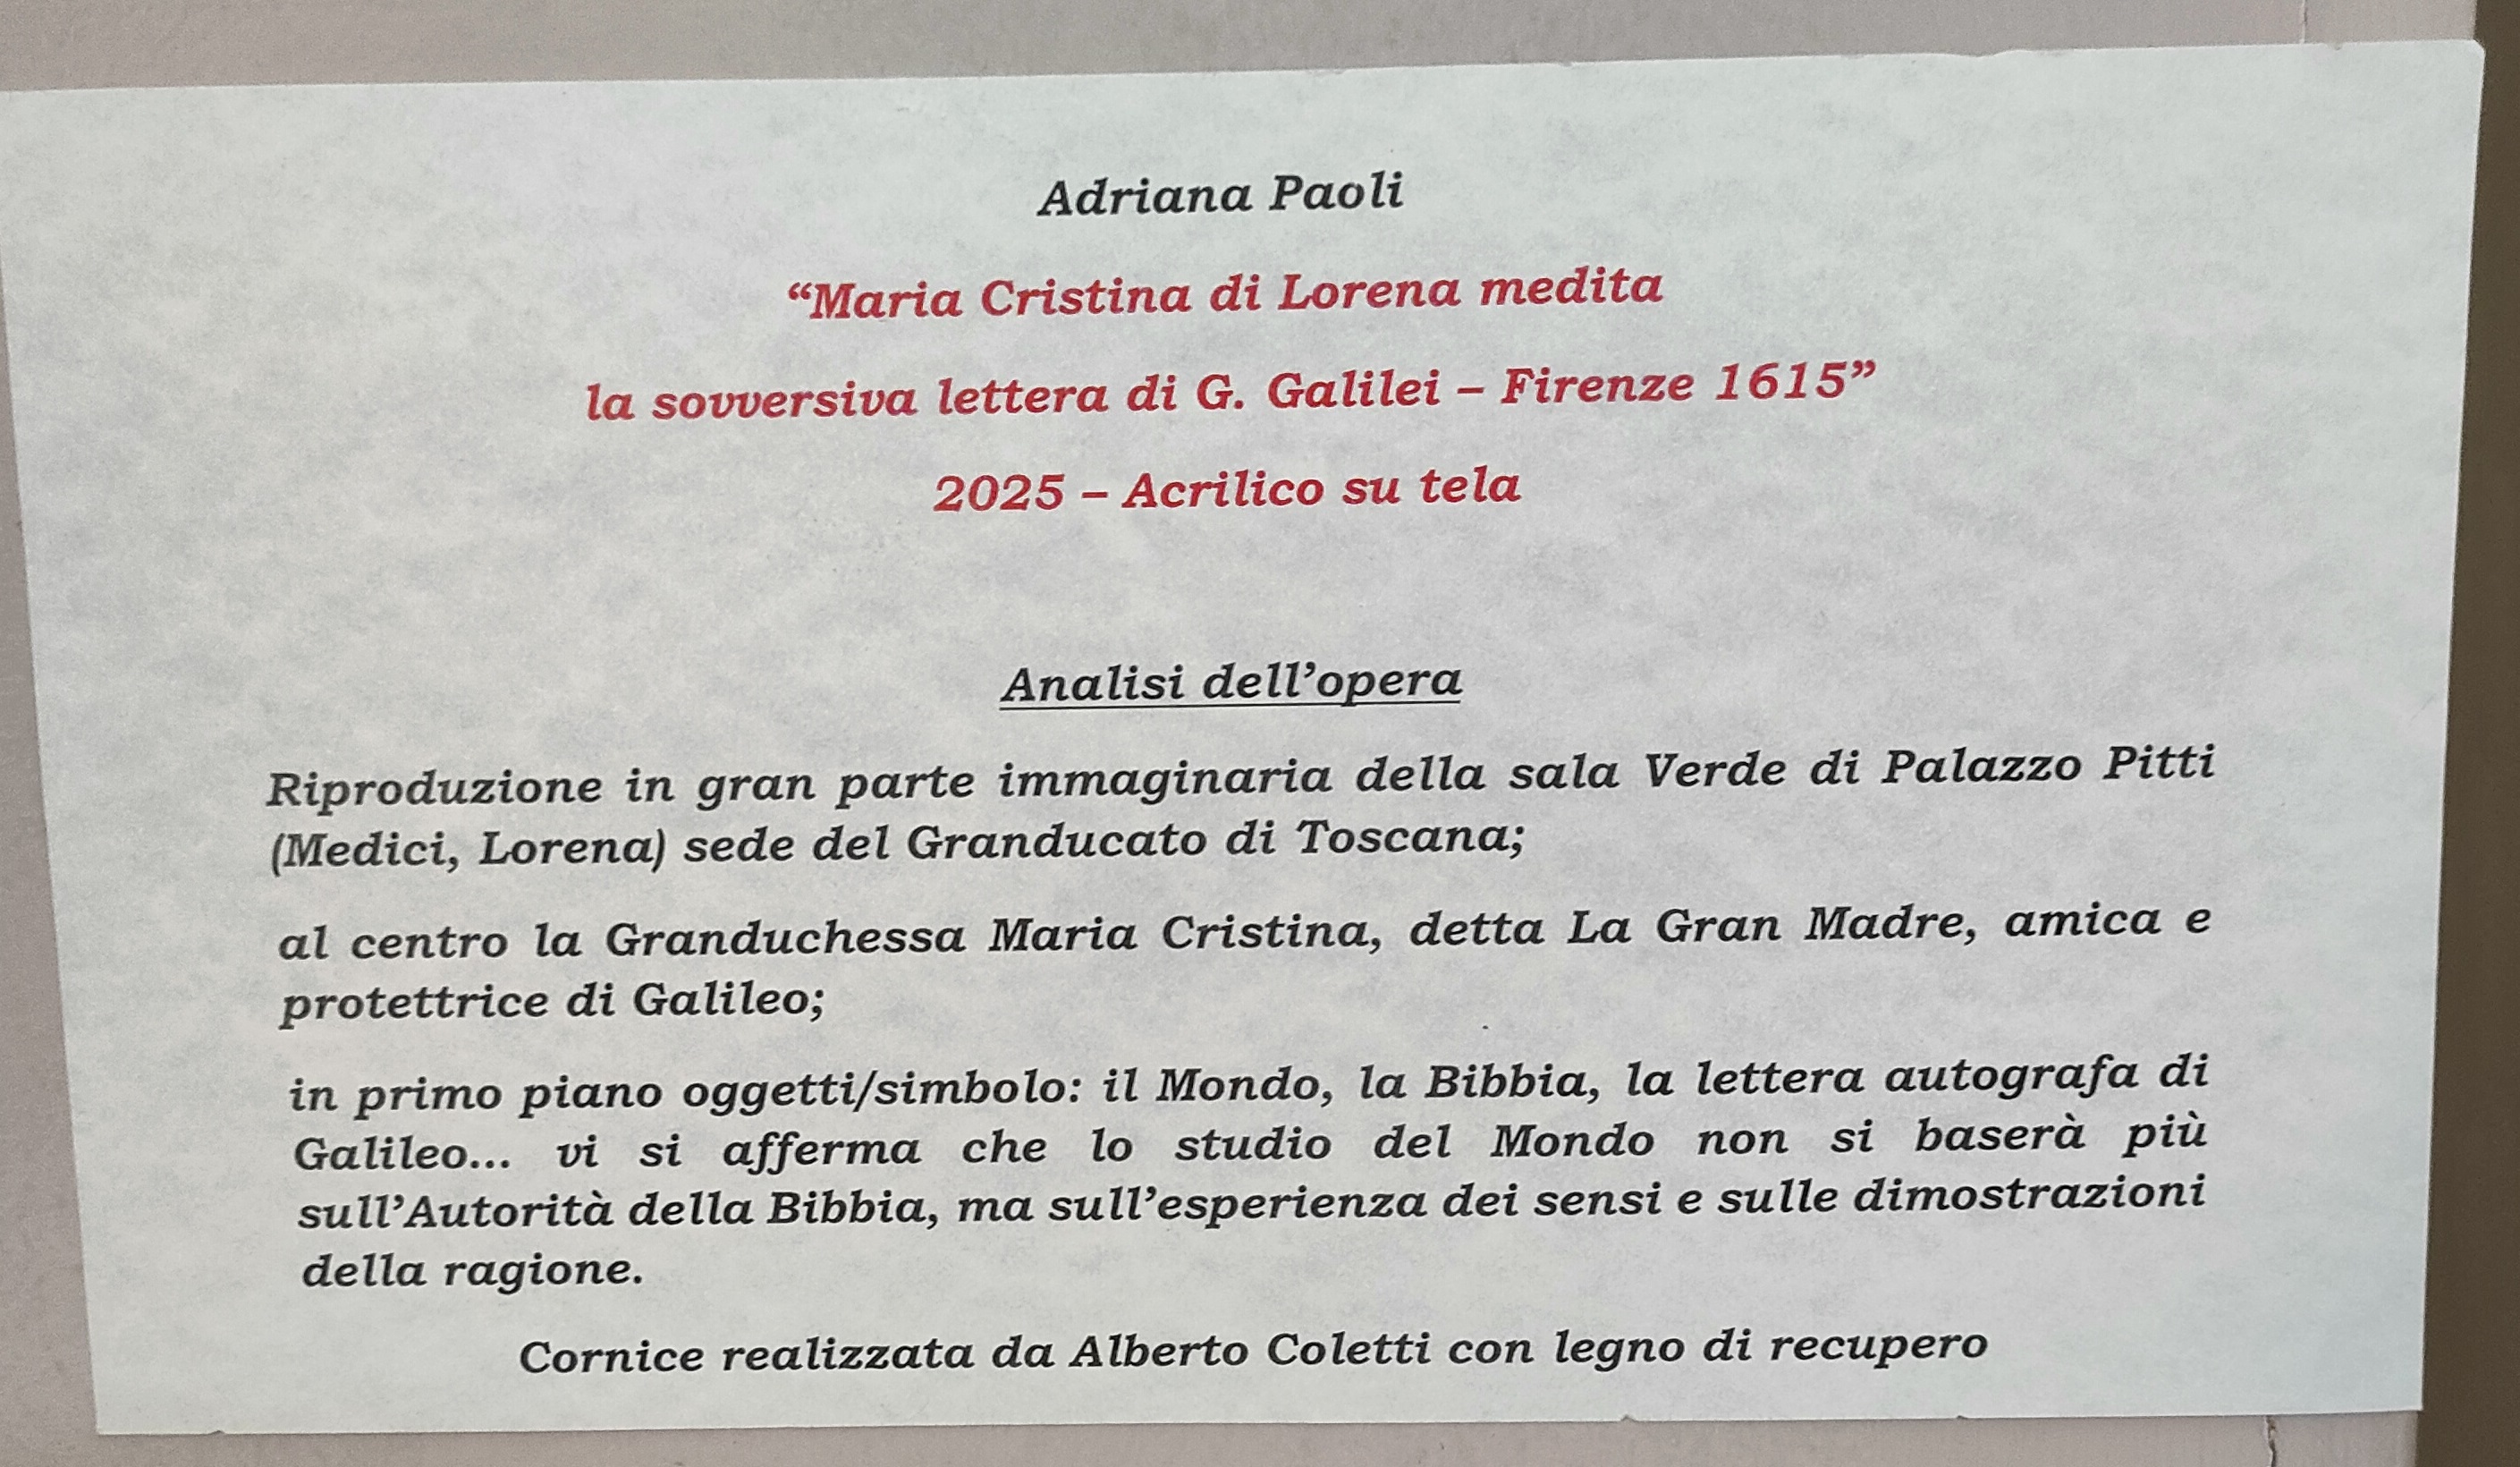 Adriana Paoli
“Maria Cristina di Lorena medita
la sovversiva lettera di G. Galilei – Firenze 1615”
2025 – Acrilico su tela
Analisi dell’opera
Riproduzione in gran parte immaginaria della sala Verde di Palazzo Pitti
(Medici, Lorena) sede del Granducato di Toscana;
al centro la Granduchessa Maria Cristina, detta La Gran Madre, amica e
protettrice di Galileo;
in primo piano oggetti/simbolo: il Mondo, la Bibbia, la lettera autografa di
Galileo... vi si afferma che lo studio del Mondo non si baserà più
sull’Autorità della Bibbia, ma sull’esperienza dei sensi e sulle dimostrazioni
della ragione.
Cornice realizzata da Alberto Coletti con legno di recupero